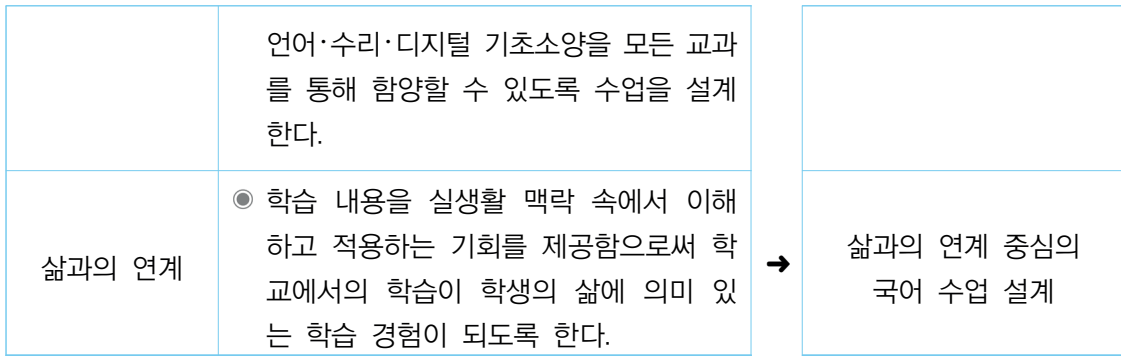 언어·수리·디지털 기초소양을 모든 교과
를 통해 함양할 수 있도록 수업을 설계
한다.
삶과의 연계
◉ 학습 내용을 실생활 맥락 속에서 이해
하고 적용하는 기회를 제공함으로써 학
교에서의 학습이 학생의 삶에 의미 있
는 학습 경험이 되도록 한다.
➜
삶과의 연계 중심의
국어 수업 설계